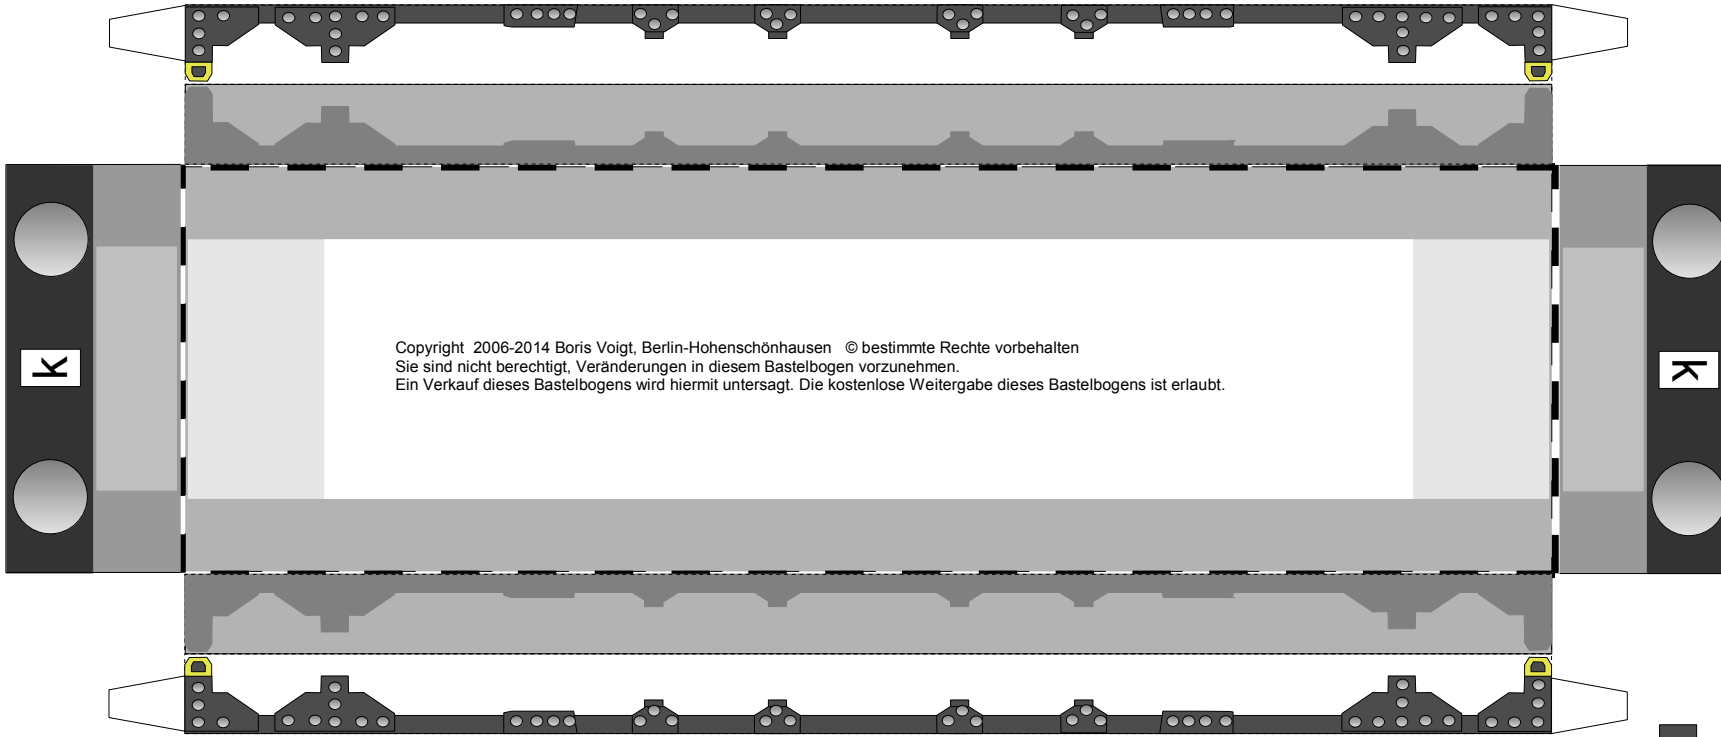 k
Copyright  2006-2014 Boris Voigt, Berlin-Hohenschönhausen   © bestimmte Rechte vorbehalten
Sie sind nicht berechtigt, Veränderungen in diesem Bastelbogen vorzunehmen.
Ein Verkauf dieses Bastelbogens wird hiermit untersagt. Die kostenlose Weitergabe dieses Bastelbogens ist erlaubt.
k